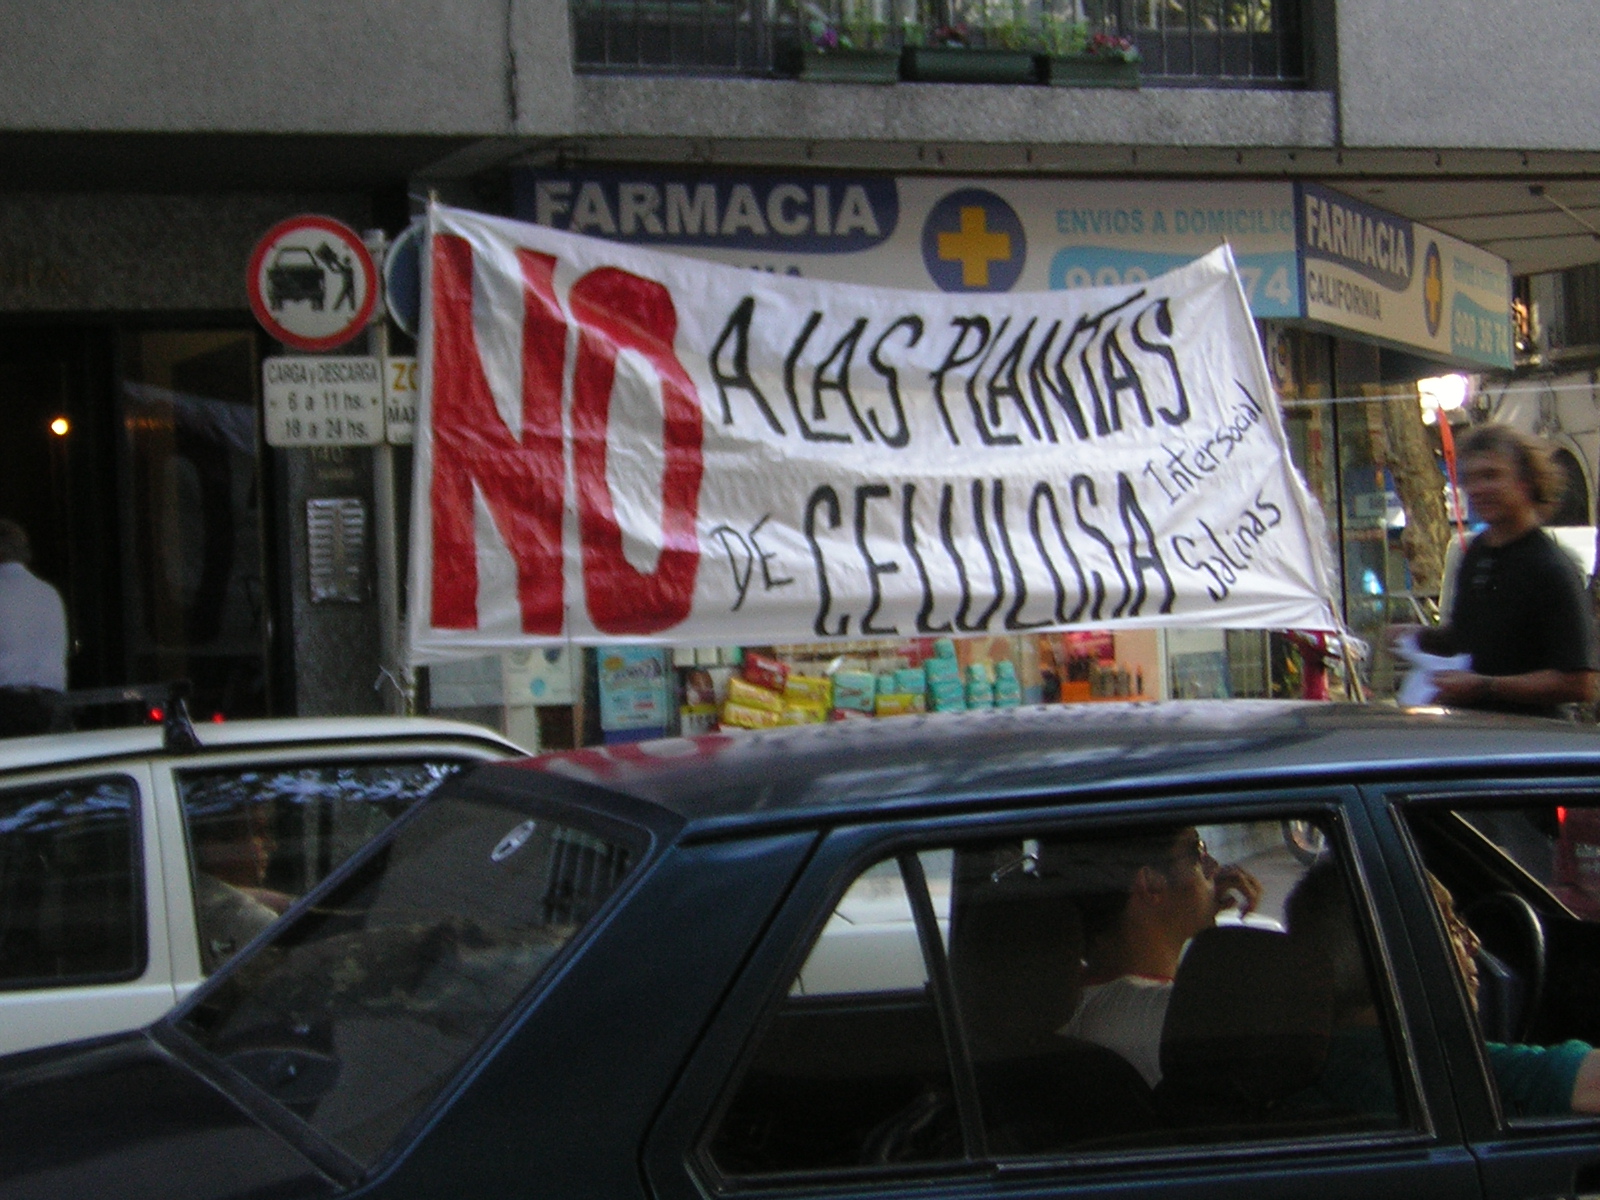 FARMACIA
ENVIOS A DOMICILIO
FARMACIA
CALIFORNIA
CARGA y DESCARGA
6 a 11 hs.
18 a 24 hs.
NO A LAS PLANTAS
DE CELULOSA
Intersocial
Salinas